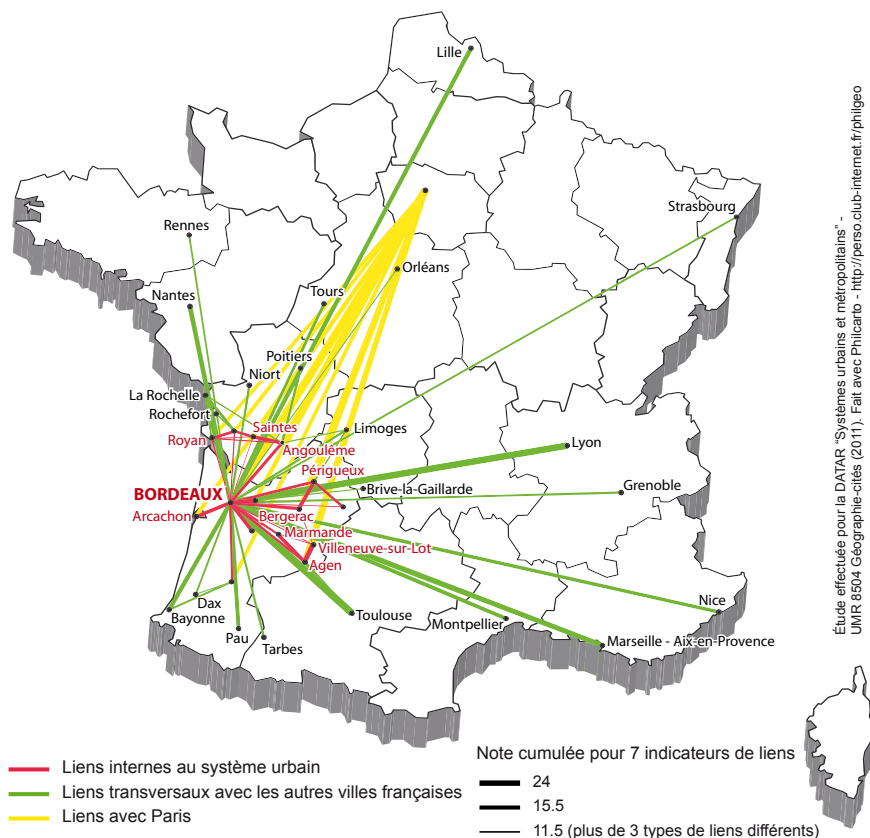 Lille
Strasbourg
Rennes
Orléans
Nantes
Tours
Poitiers
Niort
La Rochelle
Rochefort
Saintes
Royan
Limoges
Angoulême
Lyon
Périgueux
Brive-la-Gaillarde
Grenoble
BORDEAUX
Arcachon
Bergerac
Marmande
Villeneuve-sur-Lot
Agen
Dax
Bayonne
Toulouse
Nice
Montpellier
Pau
Marseille - Aix-en-Provence
Tarbes
Étude effectuée pour la DATAR "Systèmes urbains et métropolitains" -
UMR 8504 Géographie-cités (2011). Fait avec Philcarto - http://perso.club-internet.fr/philgeo
Liens internes au système urbain
Liens transversaux avec les autres villes françaises
Liens avec Paris
Note cumulée pour 7 indicateurs de liens
24
15.5
11.5 (plus de 3 types de liens différents)